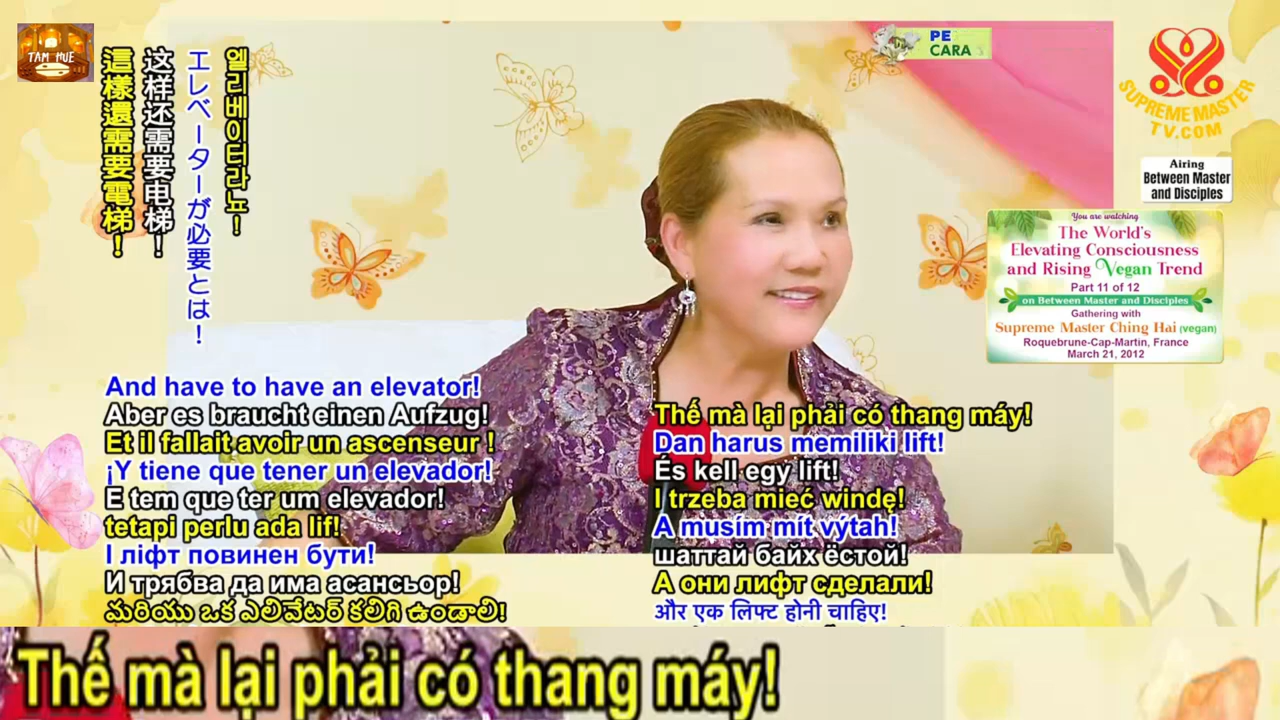 TAM HUE
這樣還需要電梯！
这样还需要电梯！
エレベーターが必要とは！
엘리베이터라뇨!
PE
CARA
SUPREME MASTER
TV.COM
Airing
Between Master
and Disciples
You are watching
The World's
Elevating Consciousness
and Rising Vegan Trend
Part 11 of 12
on Between Master and Disciples
Gathering with
Supreme Master Ching Hai (vegan)
Roquebrune-Cap-Martin, France
March 21, 2012
And have to have an elevator!
Aber es braucht einen Aufzug!
Et il fallait avoir un ascenseur !
¡Y tiene que tener un elevador!
E tem que ter um elevador!
tetapi perlu ada lif!
І ліфт повинен бути!
И трябва да има асансьор!
మరియు ఒక ఎలివేటర్ కలిగి ఉండాలి!
Thế mà lại phải có thang máy!
Dan harus memiliki lift!
És kell egy lift!
I trzeba mieć windę!
A musím mít výtah!
шаттай байх ёстой!
А они лифт сделали!
और एक लिफ्ट होनी चाहिए!
Thế mà lại phải có thang máy!